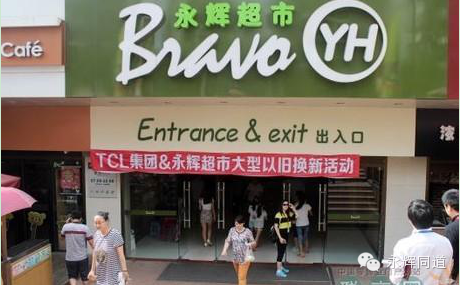 永辉超市
Bravo YH
Café
Entrance & exit 出入口
TCL集团&永辉超市大型以旧换新活动
永辉同道